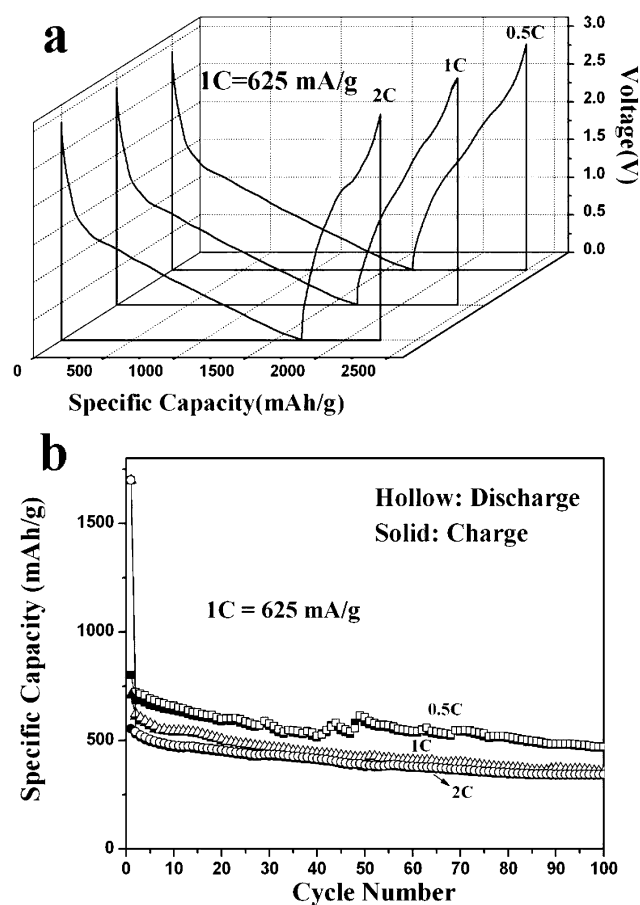 a
1C=625 mA/g
2C
1C
0.5C
3.0
2.5
2.0
1.5
1.0
0.5
0.0
Voltage(V)
0 500 1000 1500 2000 2500
Specific Capacity(mAh/g)
b
Hollow: Discharge
Solid: Charge
1C = 625 mA/g
0.5C
1C
2C
1500
1000
500
0
Specific Capacity (mAh/g)
0 10 20 30 40 50 60 70 80 90 100
Cycle Number